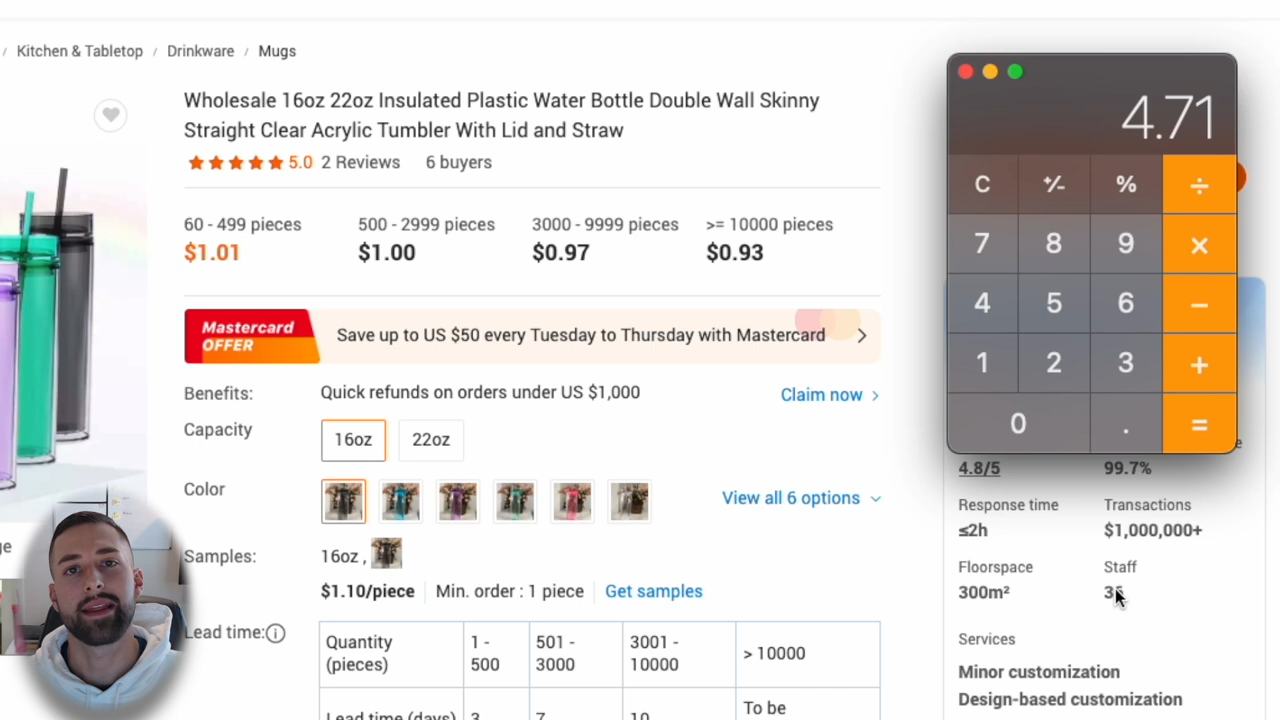 / Kitchen & Tabletop / Drinkware / Mugs
Wholesale 16oz 22oz Insulated Plastic Water Bottle Double Wall Skinny
Straight Clear Acrylic Tumbler With Lid and Straw
5.0 2 Reviews 6 buyers
60 - 499 pieces 500 - 2999 pieces 3000 - 9999 pieces >= 10000 pieces
$1.01 $1.00 $0.97 $0.93
Mastercard
OFFER
Save up to US $50 every Tuesday to Thursday with Mastercard
Benefits: Quick refunds on orders under US $1,000 Claim now
Capacity 16oz 22oz
Color View all 6 options
Samples: 16oz ,
$1.10/piece Min. order : 1 piece Get samples
Lead time:
Quantity
(pieces)
1 -
500
501 -
3000
3001 -
10000
> 10000
Lead time (days) 3 7 10 To be
4.71
C +/- % ÷
7 8 9 ×
4 5 6 −
1 2 3 +
0 . =
4.8/5 99.7%
Response time Transactions
≤2h $1,000,000+
Floorspace Staff
300m²
Services
Minor customization
Design-based customization